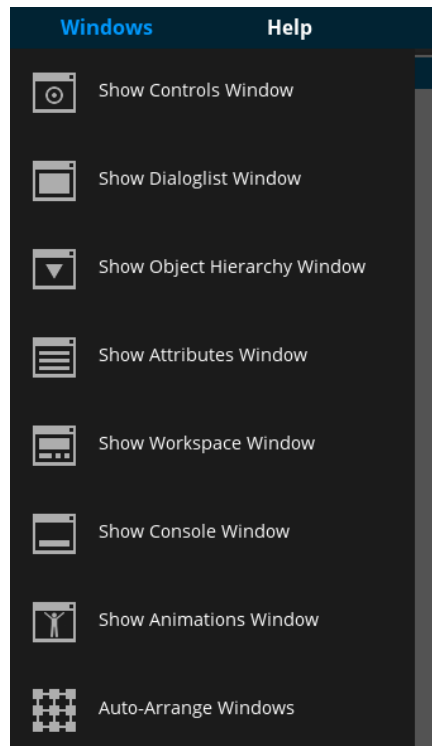 Windows Help
Show Controls Window
Show Dialoglist Window
Show Object Hierarchy Window
Show Attributes Window
Show Workspace Window
Show Console Window
Show Animations Window
Auto-Arrange Windows